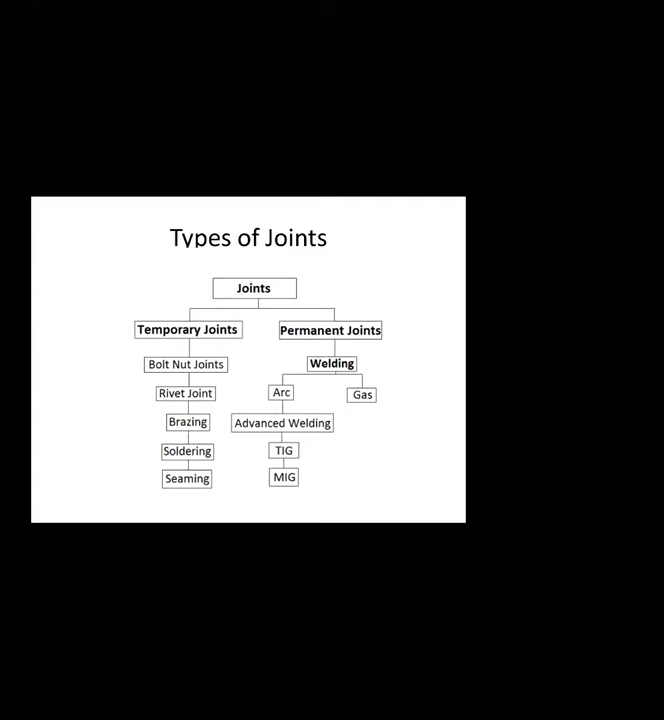 Types of Joints
Joints
Temporary Joints
Permanent Joints
Bolt Nut Joints
Welding
Rivet Joint
Arc
Gas
Brazing
Advanced Welding
Soldering
TIG
Seaming
MIG